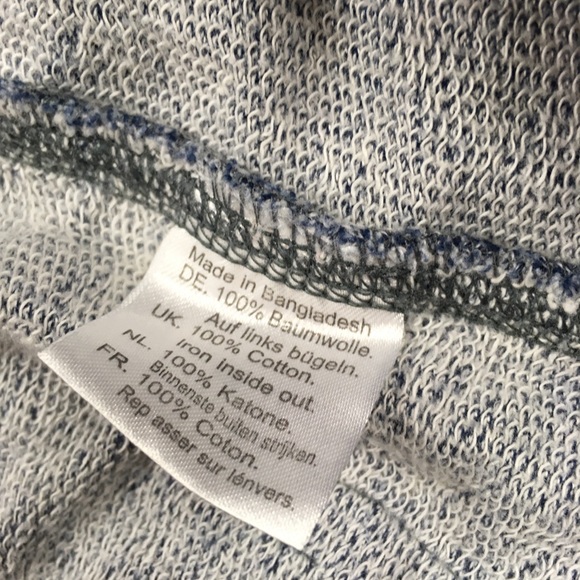 Made in Bangladesh
DE. 100% Baumwolle.
Auf links bügeln.
UK. 100% Cotton.
Iron Inside out.
NL. 100% Katone.
Binnenste buiten strijken.
FR. 100% Coton.
Rep asser sur lénvers.